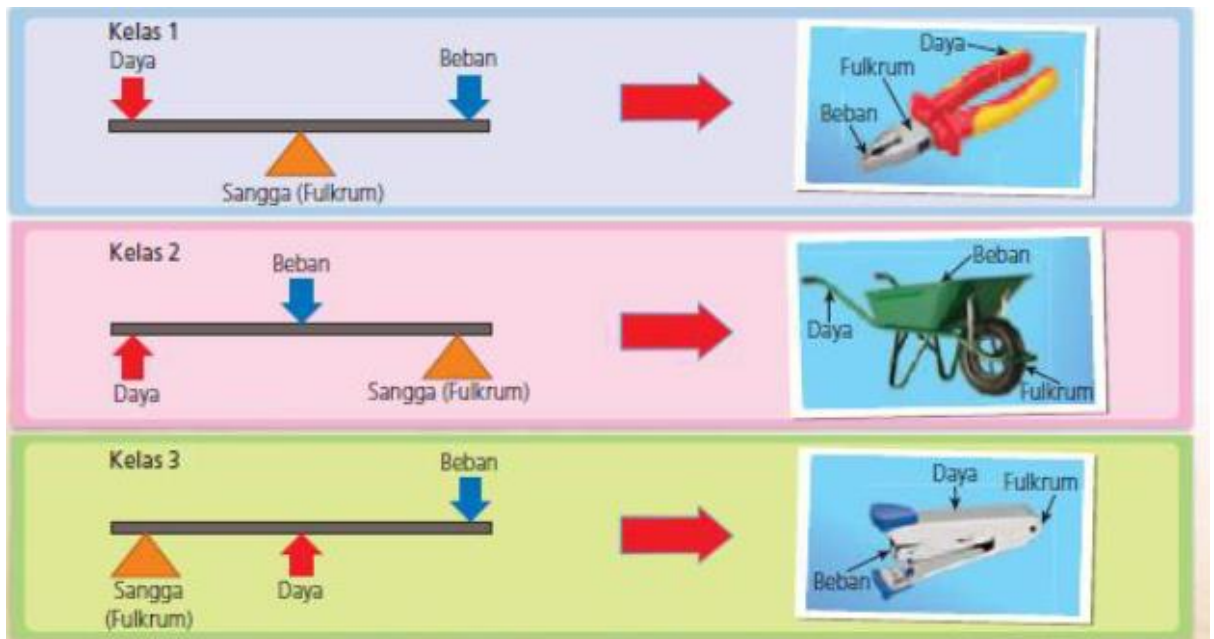 Kelas 1
Daya
Beban
Sangga (Fulkrum)
Daya
Fulkrum
Beban
Kelas 2
Beban
Daya
Sangga (Fulkrum)
Beban
Daya
Fulkrum
Kelas 3
Beban
Sangga
(Fulkrum)
Daya
Daya
Fulkrum
Beban